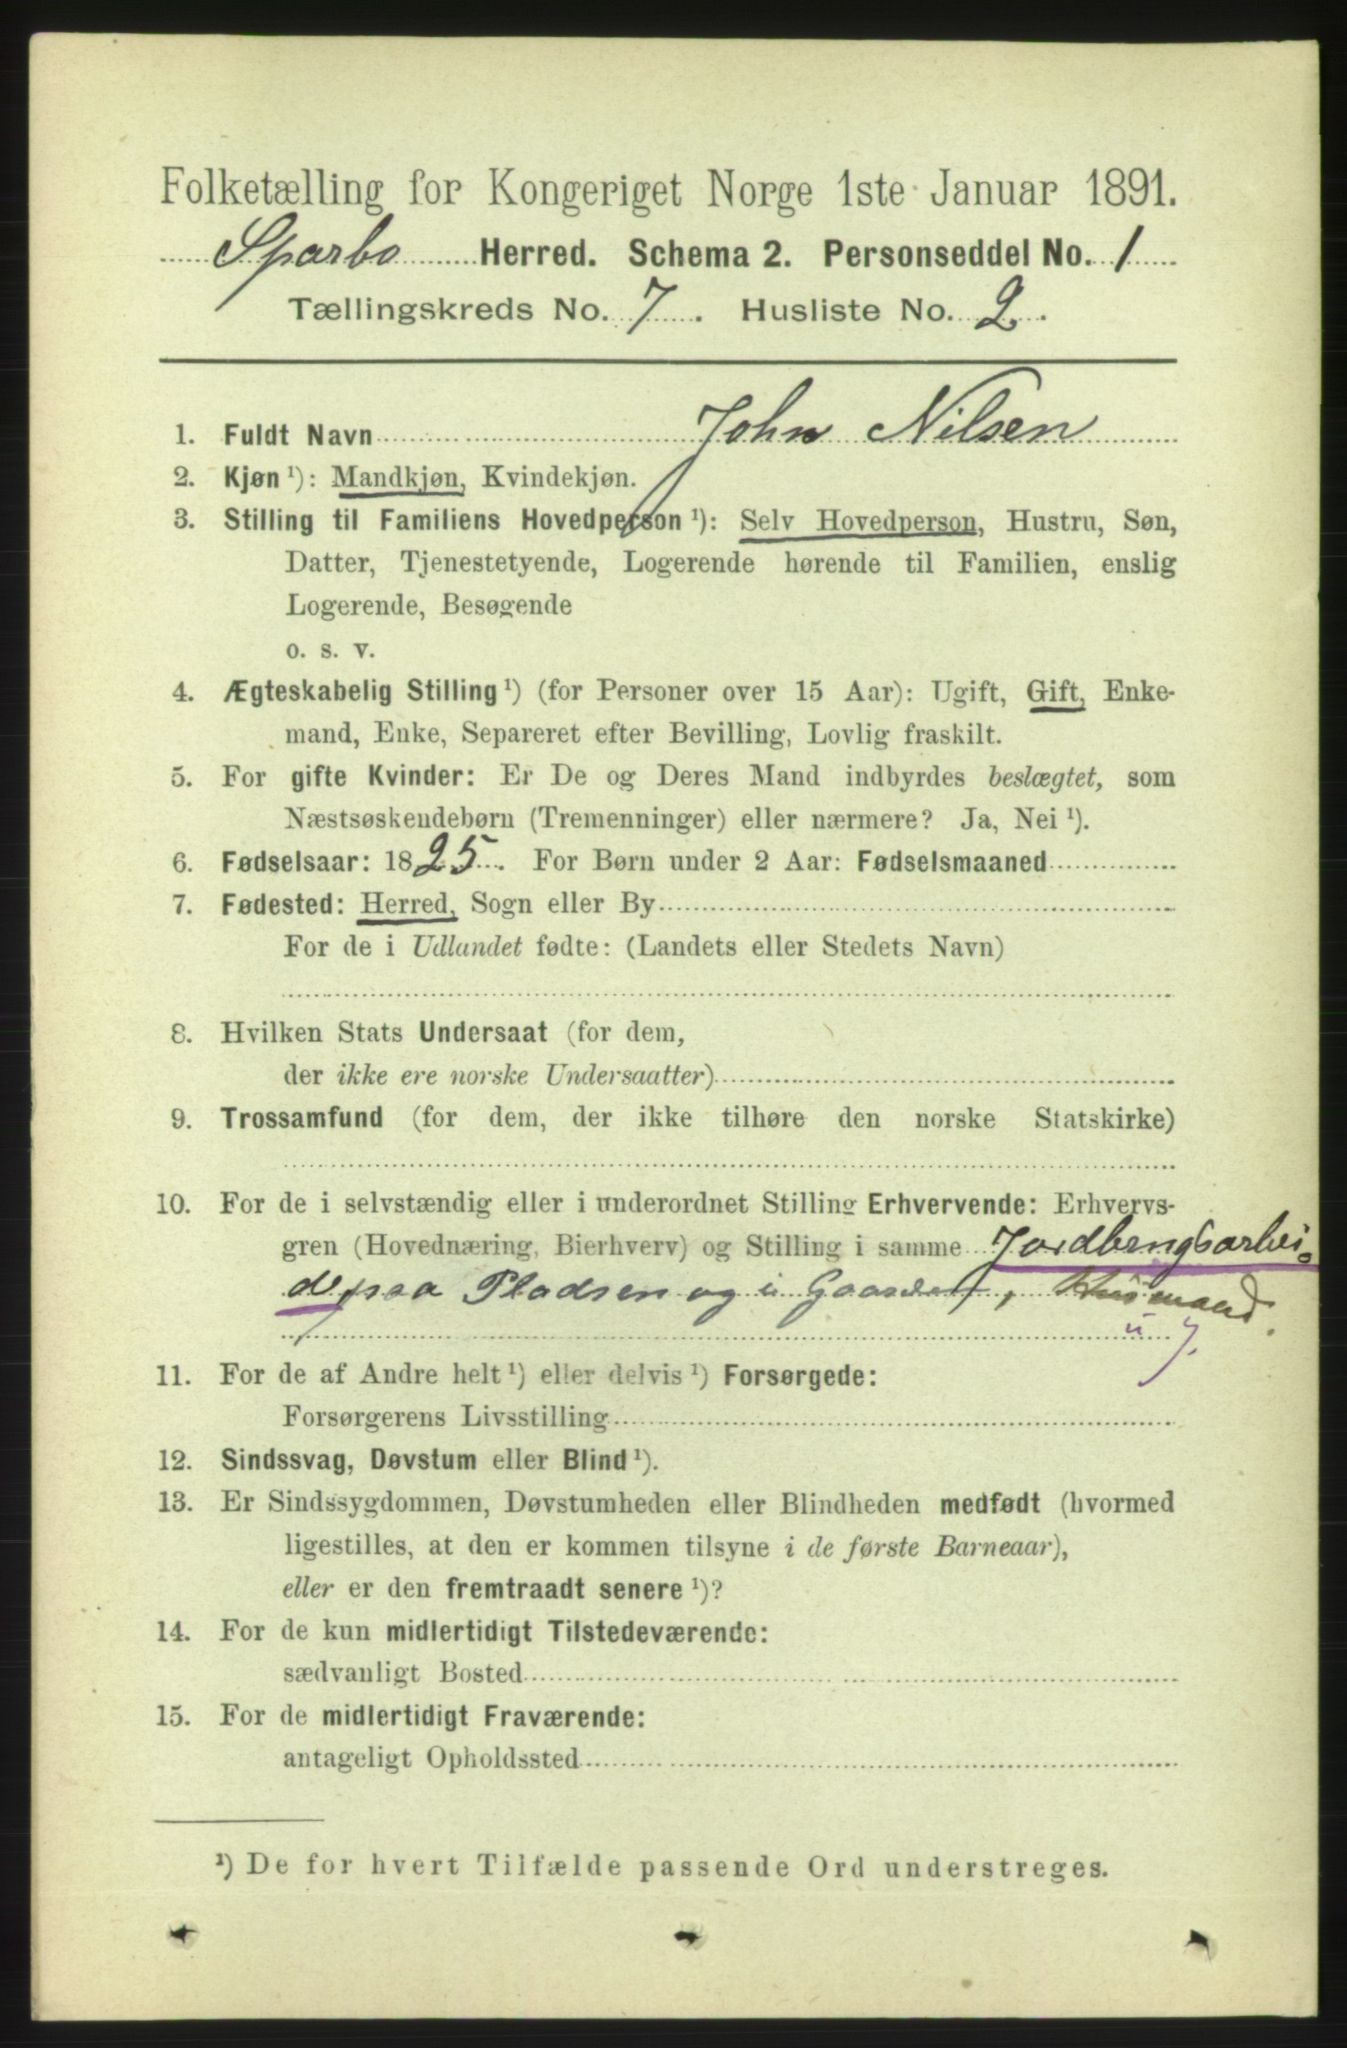 Folketælling for Kongeriget Norge 1ste Januar 1891.
Sparbo Herred. Schema 2. Personseddel No. 1
Tællingskreds No. 7. Husliste No. 2.
1. Fuldt Navn John Nilsen
2. Kjøn ¹): Mandkjøn, Kvindekjøn.
3. Stilling til Familiens Hovedperson ¹): Selv Hovedperson, Hustru, Søn,
Datter, Tjenestetyende, Logerende hørende til Familien, enslig
Logerende, Besøgende
o. s. v.
4. Ægteskabelig Stilling ¹) (for Personer over 15 Aar): Ugift, Gift, Enke-
mand, Enke, Separeret efter Bevilling, Lovlig fraskilt.
5. For gifte Kvinder: Er De og Deres Mand indbyrdes beslægtet, som
Næstsøskendebørn (Tremenninger) eller nærmere? Ja, Nei ¹).
6. Fødselsaar: 1825. For Børn under 2 Aar: Fødselsmaaned
7. Fødested: Herred, Sogn eller By
For de i Udlandet fødte: (Landets eller Stedets Navn)
8. Hvilken Stats Undersaat (for dem,
der ikke ere norske Undersaatter)
9. Trossamfund (for dem, der ikke tilhøre den norske Statskirke)
10. For de i selvstændig eller i underordnet Stilling Erhvervende: Erhvervs-
gren (Hovednæring, Bierhverv) og Stilling i samme Jordbrugsarbei-
der paa Pladsen og i Gaarden, Husmand.
11. For de af Andre helt ¹) eller delvis ¹) Forsørgede:
Forsørgerens Livsstilling
12. Sindssvag, Døvstum eller Blind ¹).
13. Er Sindssygdommen, Døvstumheden eller Blindheden medfødt (hvormed
ligestilles, at den er kommen tilsyne i de første Barneaar),
eller er den fremtraadt senere ¹)?
14. For de kun midlertidigt Tilstedeværende:
sædvanligt Bosted
15. For de midlertidigt Fraværende:
antageligt Opholdssted
¹) De for hvert Tilfælde passende Ord understreges.